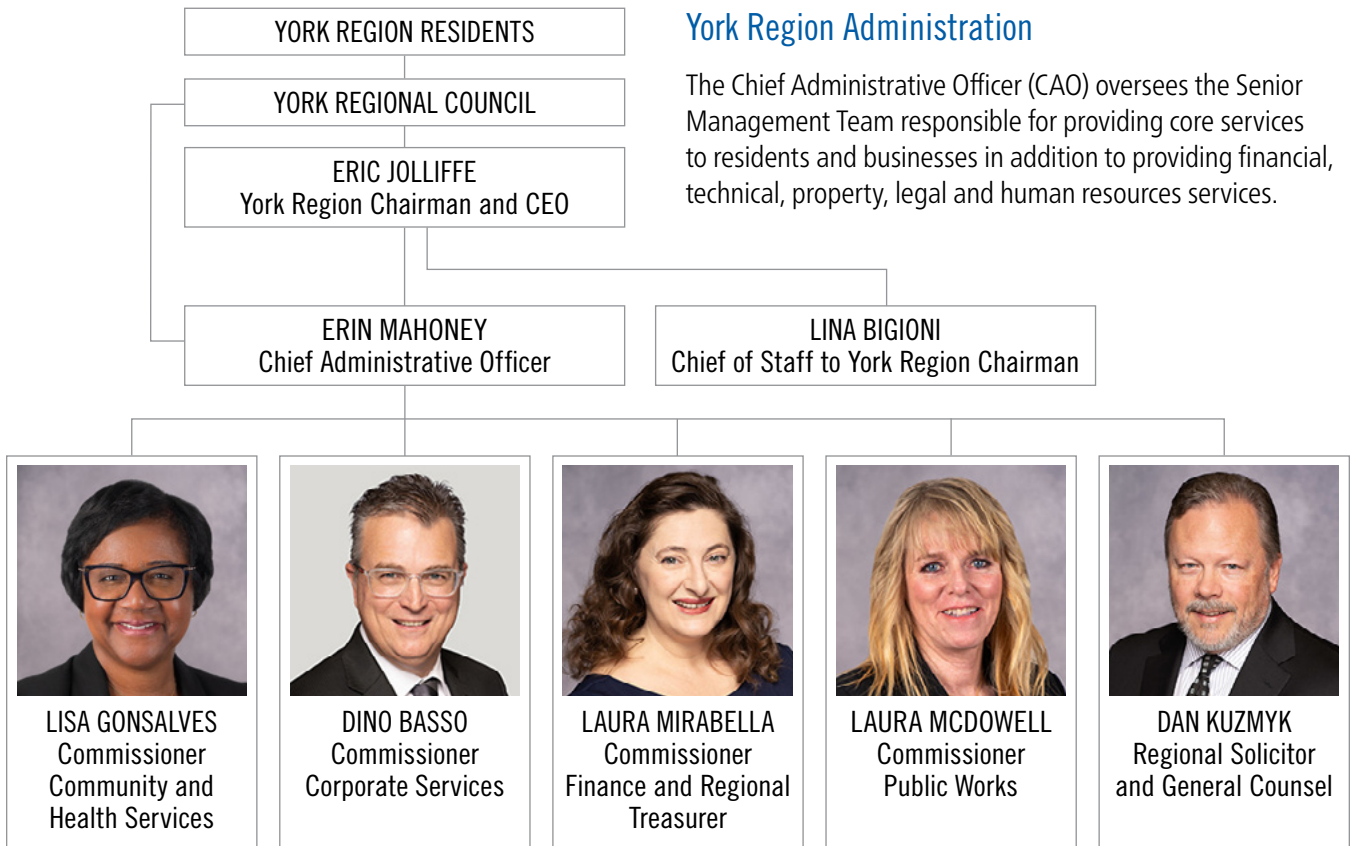 YORK REGION RESIDENTS
YORK REGIONAL COUNCIL
ERIC JOLLIFFE
York Region Chairman and CEO
York Region Administration
The Chief Administrative Officer (CAO) oversees the Senior
Management Team responsible for providing core services
to residents and businesses in addition to providing financial,
technical, property, legal and human resources services.
ERIN MAHONEY
Chief Administrative Officer
LINA BIGIONI
Chief of Staff to York Region Chairman
LISA GONSALVES
Commissioner
Community and
Health Services
DINO BASSO
Commissioner
Corporate Services
LAURA MIRABELLA
Commissioner
Finance and Regional
Treasurer
LAURA MCDOWELL
Commissioner
Public Works
DAN KUZMYK
Regional Solicitor
and General Counsel